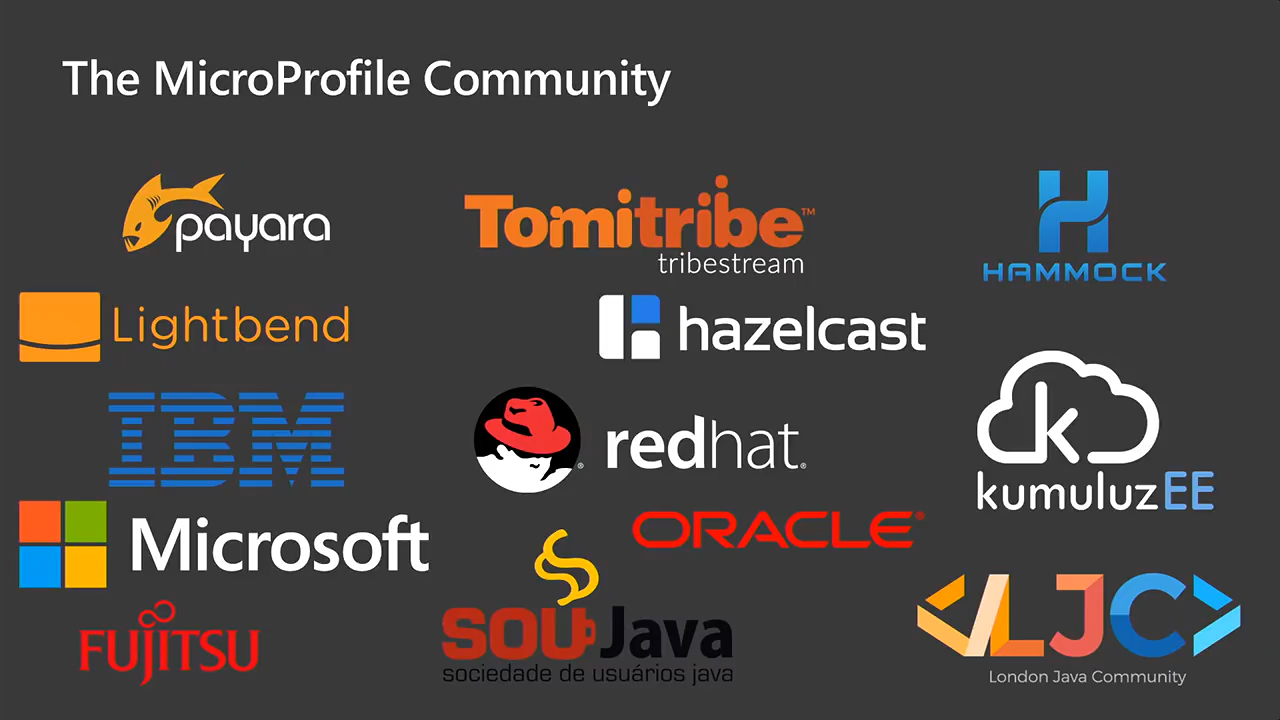 The MicroProfile Community
payara
Tomitribe™
tribestream
HAMMOCK
Lightbend
hazelcast
IBM
redhat.
®
®
k
kumuluzEE
Microsoft
ORACLE®
FUJITSU
SOUJava
sociedade de usuários java
<LJC>
London Java Community